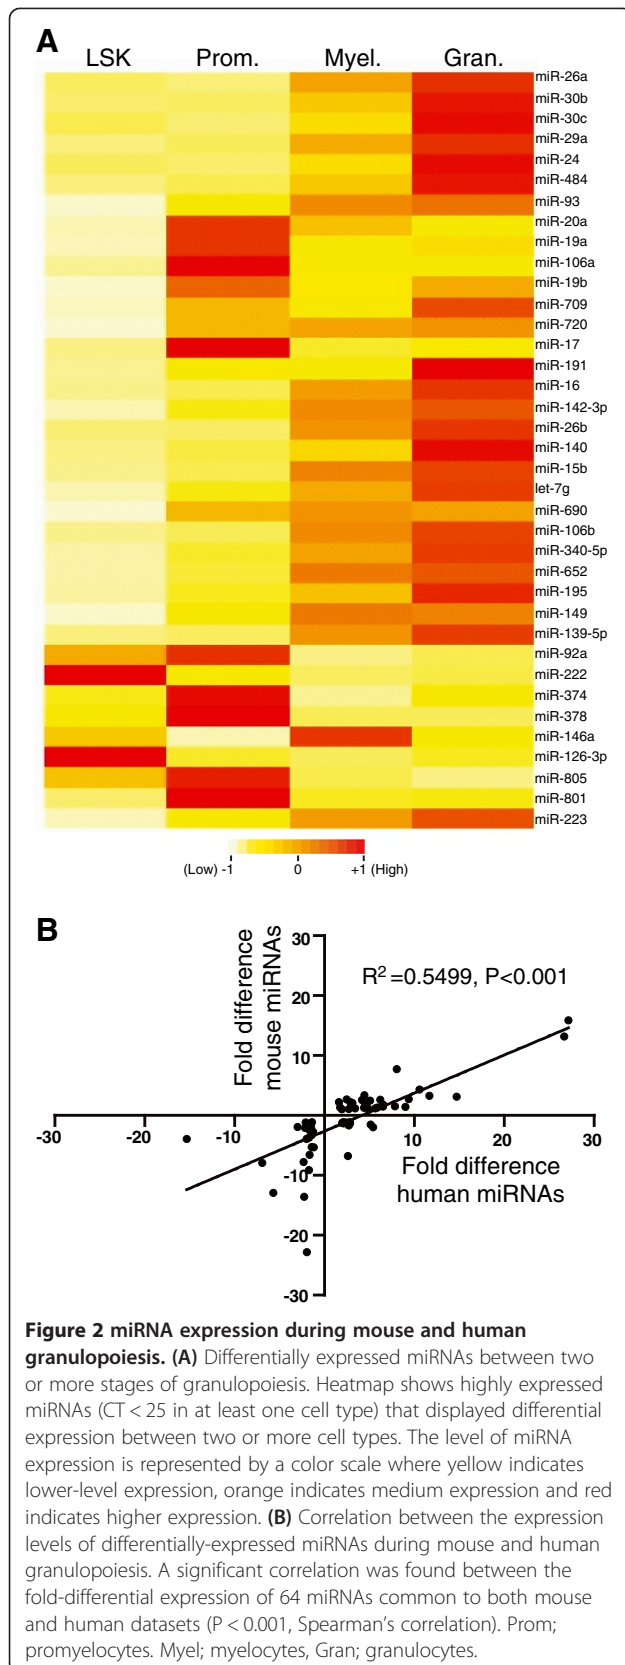 A
LSK Prom. Myel. Gran.
miR-26a
miR-30b
miR-30c
miR-29a
miR-24
miR-484
miR-93
miR-20a
miR-19a
miR-106a
miR-19b
miR-709
miR-720
miR-17
miR-191
miR-16
miR-142-3p
miR-26b
miR-140
miR-15b
let-7g
miR-690
miR-106b
miR-340-5p
miR-652
miR-195
miR-149
miR-139-5p
miR-92a
miR-222
miR-374
miR-378
miR-146a
miR-126-3p
miR-805
miR-801
miR-223
(Low) -1 0 +1 (High)
B
Fold difference
mouse miRNAs
30
R²=0.5499, P<0.001
20
10
-30 -20 -10 10 20 30
Fold difference
human miRNAs
-10
-20
-30
Figure 2 miRNA expression during mouse and human
granulopoiesis. (A) Differentially expressed miRNAs between two
or more stages of granulopoiesis. Heatmap shows highly expressed
miRNAs (CT < 25 in at least one cell type) that displayed differential
expression between two or more cell types. The level of miRNA
expression is represented by a color scale where yellow indicates
lower-level expression, orange indicates medium expression and red
indicates higher expression. (B) Correlation between the expression
levels of differentially-expressed miRNAs during mouse and human
granulopoiesis. A significant correlation was found between the
fold-differential expression of 64 miRNAs common to both mouse
and human datasets (P < 0.001, Spearman's correlation). Prom;
promyelocytes. Myel; myelocytes, Gran; granulocytes.